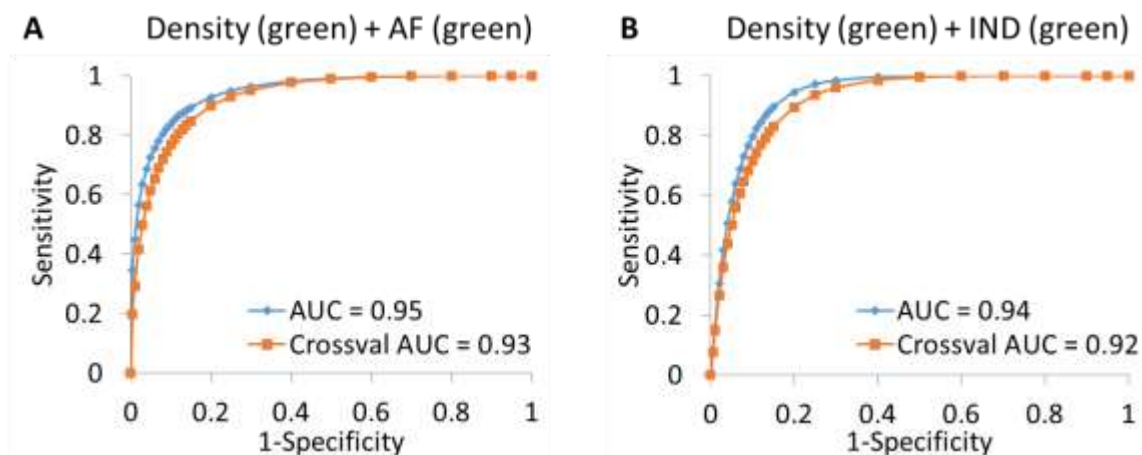 A Density (green) + AF (green)
Sensitivity
1
0.8
0.6
0.4
0.2
0
AUC = 0.95
Crossval AUC = 0.93
0 0.2 0.4 0.6 0.8 1
1-Specificity
B Density (green) + IND (green)
Sensitivity
1
0.8
0.6
0.4
0.2
0
AUC = 0.94
Crossval AUC = 0.92
0 0.2 0.4 0.6 0.8 1
1-Specificity